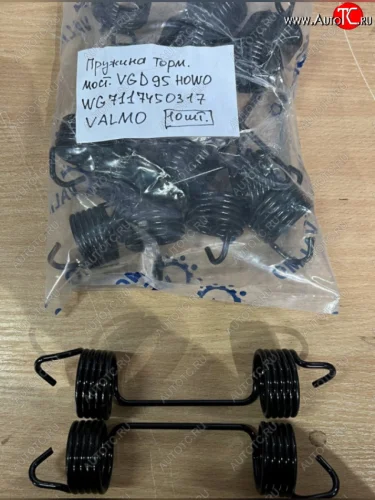 www.AutoTC.ru
Пружина торм.
мост. VGD95 HOWO
WG7117450317
VALMO 10шт.